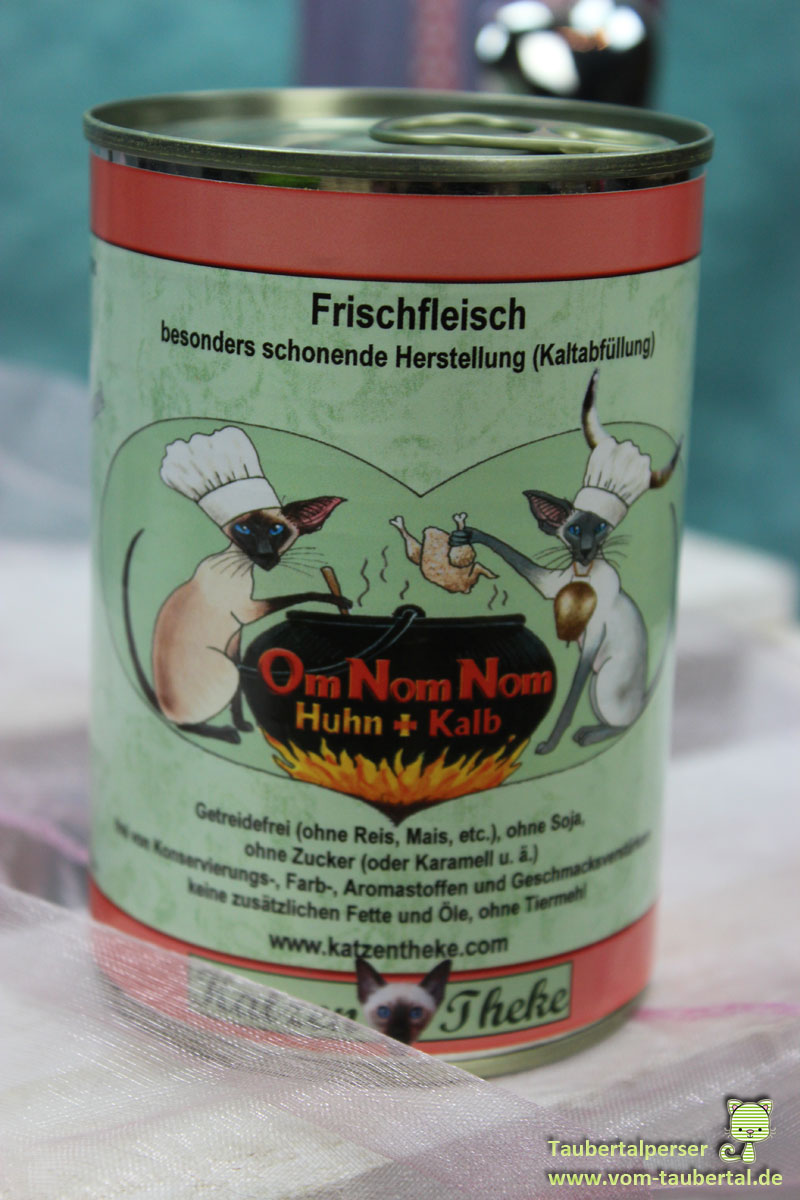 Frischfleisch
besonders schonende Herstellung (Kaltabfüllung)
Om Nom Nom
Huhn + Kalb
Getreidefrei (ohne Reis, Mais, etc.), ohne Soja,
ohne Zucker (oder Karamell u. ä.)
frei von Konservierungs-, Farb-, Aromastoffen und Geschmacksverstärkern
keine zusätzlichen Fette und Öle, ohne Tiermehl
www.katzentheke.com
Katzen Theke
Taubertalperser
www.vom-taubertal.de